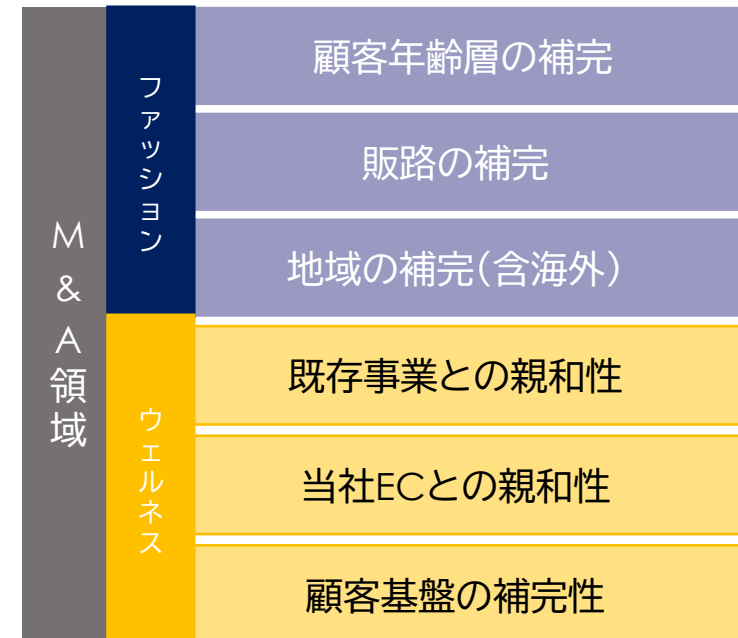 M&A領域
ファッション
顧客年齢層の補完
販路の補完
地域の補完（含海外）
ウェルネス
既存事業との親和性
当社ECとの親和性
顧客基盤の補完性